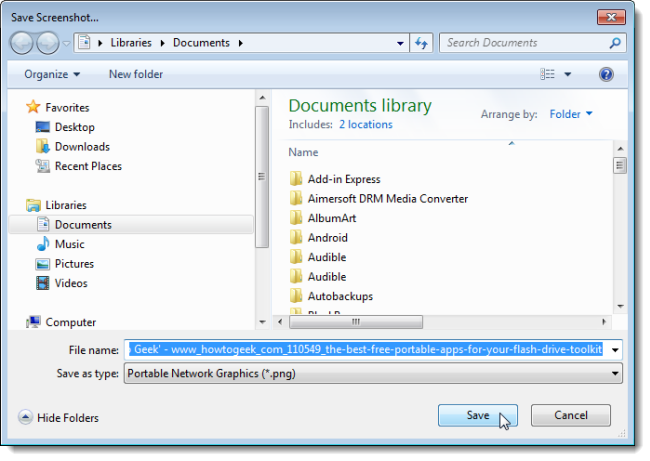 Save Screenshot...
Libraries Documents
Search Documents
Organize New folder
Favorites
Desktop
Downloads
Recent Places
Libraries
Documents
Music
Pictures
Videos
Computer
Documents library
Includes: 2 locations
Arrange by: Folder
Name
Add-in Express
Aimersoft DRM Media Converter
AlbumArt
Android
Audible
Audible
Autobackups
File name: Geek' - www_howtogeek_com_110549_the-best-free-portable-apps-for-your-flash-drive-toolkit
Save as type: Portable Network Graphics (*.png)
Hide Folders
Save
Cancel